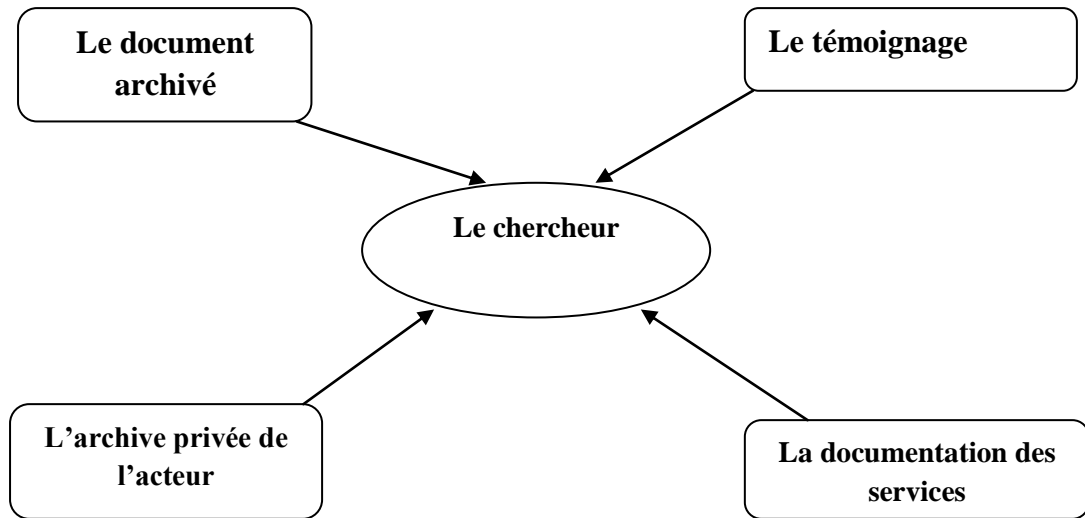 Le document
archivé
Le témoignage
Le chercheur
L’archive privée de
l’acteur
La documentation des
services